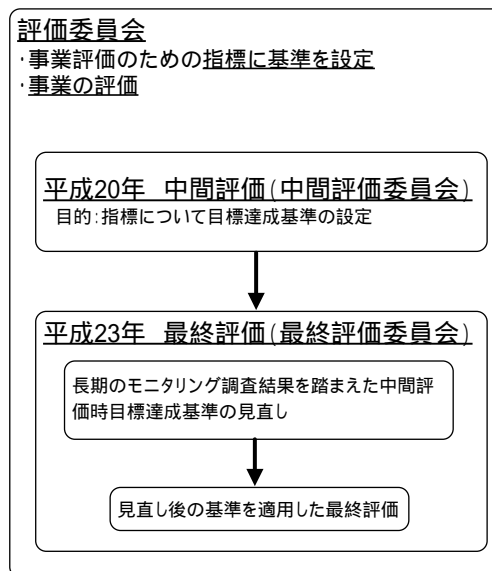 評価委員会
·事業評価のための指標に基準を設定
·事業の評価
平成20年 中間評価(中間評価委員会)
目的:指標について目標達成基準の設定
平成23年 最終評価(最終評価委員会)
長期のモニタリング調査結果を踏まえた中間評
価時目標達成基準の見直し
見直し後の基準を適用した最終評価